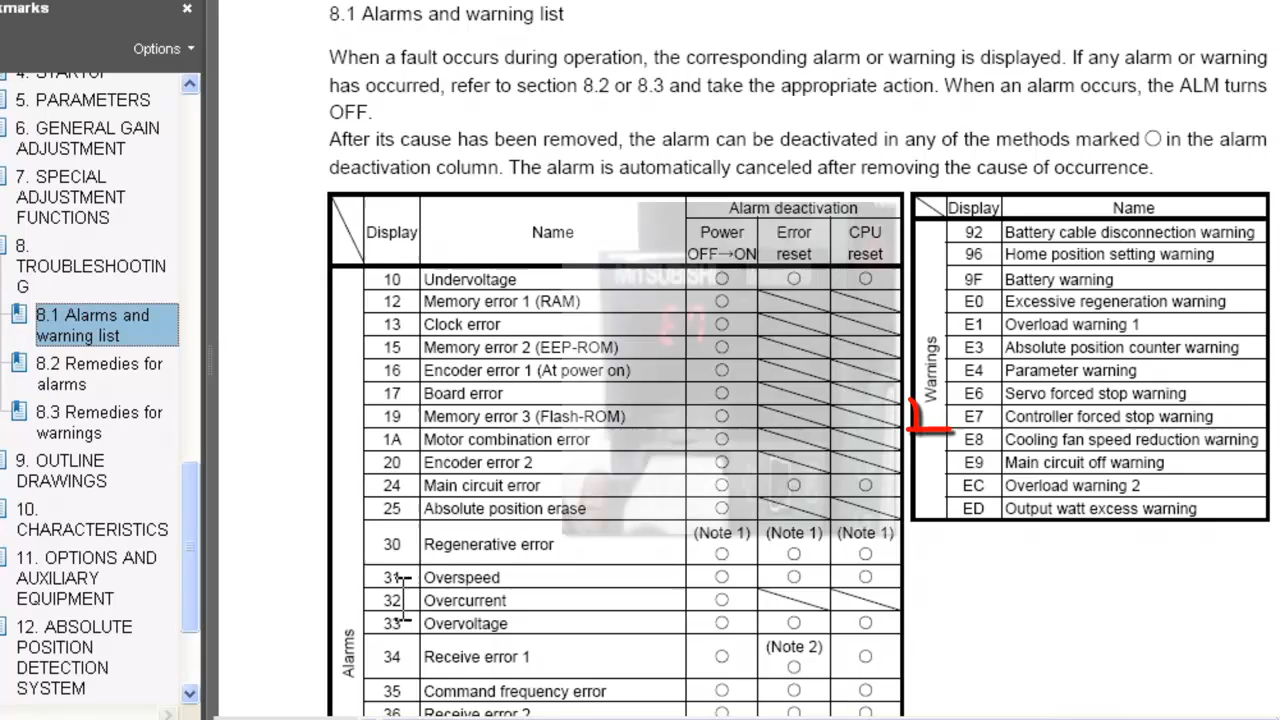 kmarks
Options
4. STARTUP
5. PARAMETERS
6. GENERAL GAIN
ADJUSTMENT
7. SPECIAL
ADJUSTMENT
FUNCTIONS
8.
TROUBLESHOOTIN
G
8.1 Alarms and
warning list
8.2 Remedies for
alarms
8.3 Remedies for
warnings
9. OUTLINE
DRAWINGS
10.
CHARACTERISTICS
11. OPTIONS AND
AUXILIARY
EQUIPMENT
12. ABSOLUTE
POSITION
DETECTION
SYSTEM
8.1 Alarms and warning list
When a fault occurs during operation, the corresponding alarm or warning is displayed. If any alarm or warning
has occurred, refer to section 8.2 or 8.3 and take the appropriate action. When an alarm occurs, the ALM turns
OFF.
After its cause has been removed, the alarm can be deactivated in any of the methods marked ○ in the alarm
deactivation column. The alarm is automatically canceled after removing the cause of occurrence.
Display Name Alarm deactivation
Power OFF→ON Error reset CPU reset
Alarms
10 Undervoltage ○ ○ ○
12 Memory error 1 (RAM) ○
13 Clock error ○
15 Memory error 2 (EEP-ROM) ○
16 Encoder error 1 (At power on) ○
17 Board error ○
19 Memory error 3 (Flash-ROM) ○
1A Motor combination error ○
20 Encoder error 2 ○
24 Main circuit error ○ ○ ○
25 Absolute position erase ○
30 Regenerative error (Note 1) ○ (Note 1) ○ (Note 1) ○
31 Overspeed ○ ○ ○
32 Overcurrent ○
33 Overvoltage ○ ○ ○
34 Receive error 1 ○ (Note 2) ○ ○
35 Command frequency error ○ ○ ○
36 Receive error 2 ○ ○ ○
Display Name
Warnings
92 Battery cable disconnection warning
96 Home position setting warning
9F Battery warning
E0 Excessive regeneration warning
E1 Overload warning 1
E3 Absolute position counter warning
E4 Parameter warning
E6 Servo forced stop warning
E7 Controller forced stop warning
E8 Cooling fan speed reduction warning
E9 Main circuit off warning
EC Overload warning 2
ED Output watt excess warning
MITSUBISHI
E7